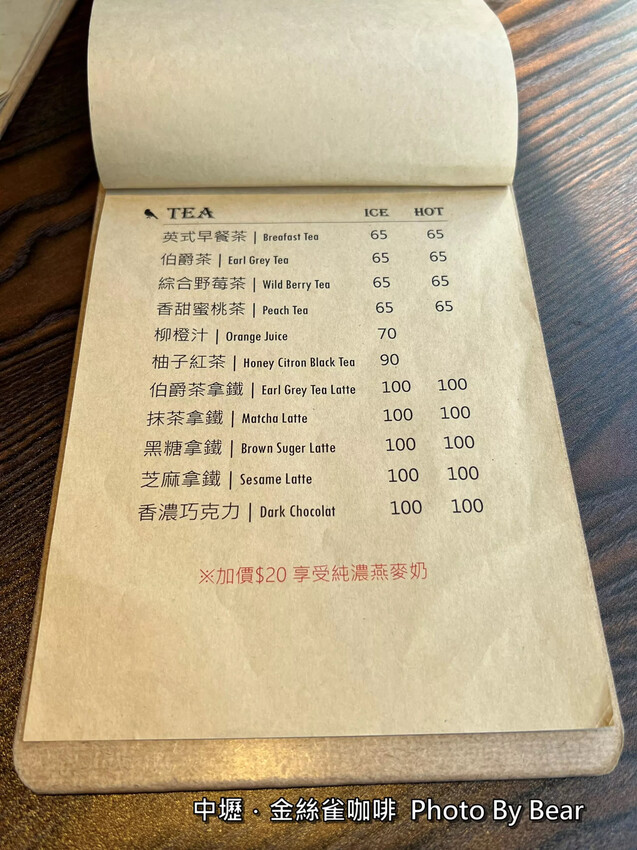 TEA ICE HOT
英式早餐茶 | Breafast Tea 65 65
伯爵茶 | Earl Grey Tea 65 65
綜合野莓茶 | Wild Berry Tea 65 65
香甜蜜桃茶 | Peach Tea 65 65
柳橙汁 | Orange Juice 70
柚子紅茶 | Honey Citron Black Tea 90
伯爵茶拿鐵 | Earl Grey Tea Latte 100 100
抹茶拿鐵 | Matcha Latte 100 100
黑糖拿鐵 | Brown Suger Latte 100 100
芝麻拿鐵 | Sesame Latte 100 100
香濃巧克力 | Dark Chocolat 100 100
※加價$20 享受純濃燕麥奶
中壢．金絲雀咖啡 Photo By Bear